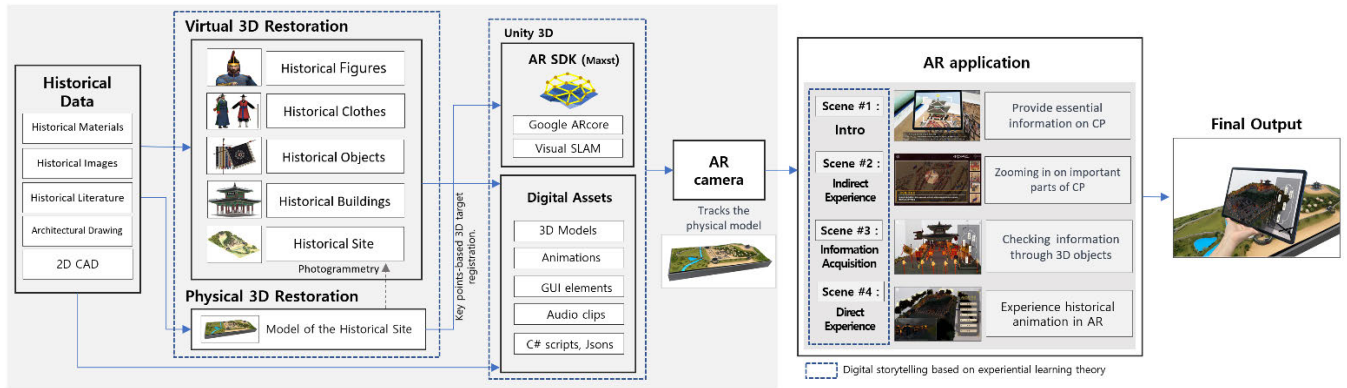 Historical
Data
Historical Materials
Historical Images
Historical Literature
Architectural Drawing
2D CAD
Virtual 3D Restoration
Historical Figures
Historical Clothes
Historical Objects
Historical Buildings
Historical Site
Photogrammetry
Physical 3D Restoration
Model of the Historical Site
Key points-based 3D target
registration.
Unity 3D
AR SDK (Maxst)
Google ARcore
Visual SLAM
Digital Assets
3D Models
Animations
GUI elements
Audio clips
C# scripts, Jsons
AR
camera
Tracks the
physical model
AR application
Scene #1 :
Intro
Provide essential
information on CP
Scene #2 :
Indirect
Experience
Zooming in on important
parts of CP
Scene #3 :
Information
Acquisition
Checking information
through 3D objects
Scene #4 :
Direct
Experience
Experience historical
animation in AR
Digital storytelling based on experiential learning theory
Final Output